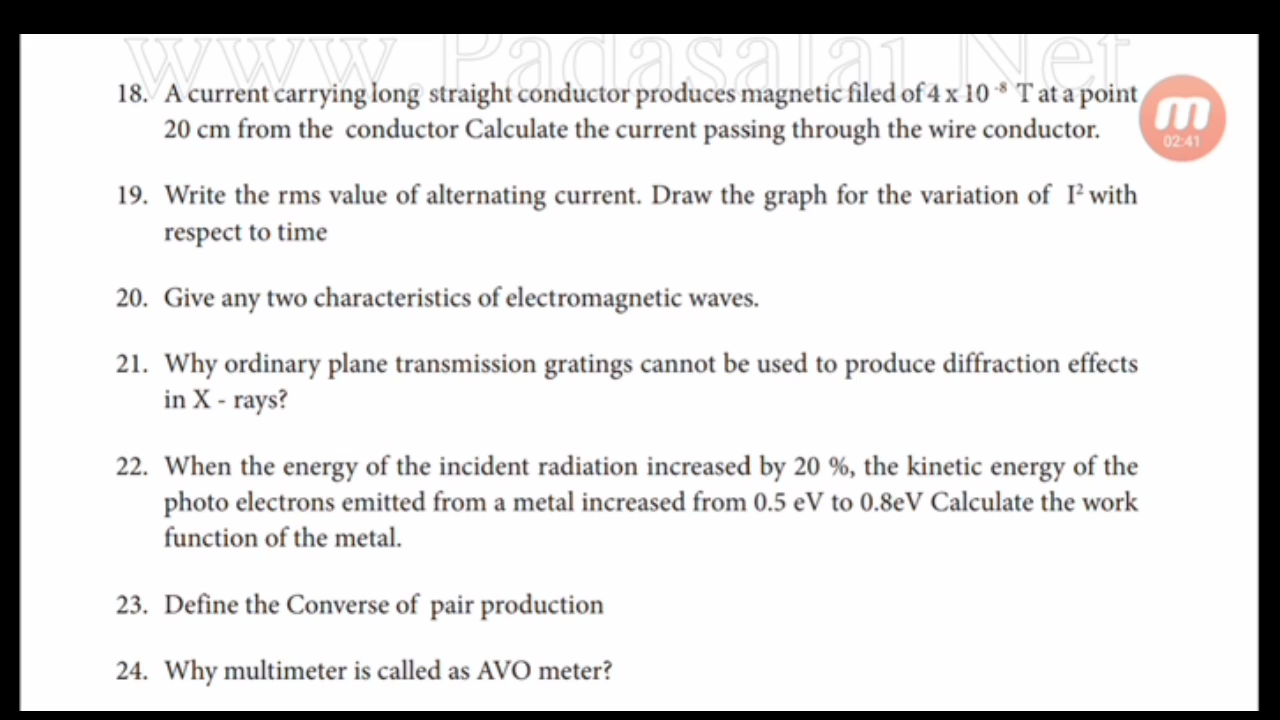 www.Padasalai.Net
18. A current carrying long straight conductor produces magnetic filed of 4 x 10 ⁻⁸ T at a point
20 cm from the conductor Calculate the current passing through the wire conductor.
m
02:41
19. Write the rms value of alternating current. Draw the graph for the variation of I² with
respect to time
20. Give any two characteristics of electromagnetic waves.
21. Why ordinary plane transmission gratings cannot be used to produce diffraction effects
in X - rays?
22. When the energy of the incident radiation increased by 20 %, the kinetic energy of the
photo electrons emitted from a metal increased from 0.5 eV to 0.8eV Calculate the work
function of the metal.
23. Define the Converse of pair production
24. Why multimeter is called as AVO meter?